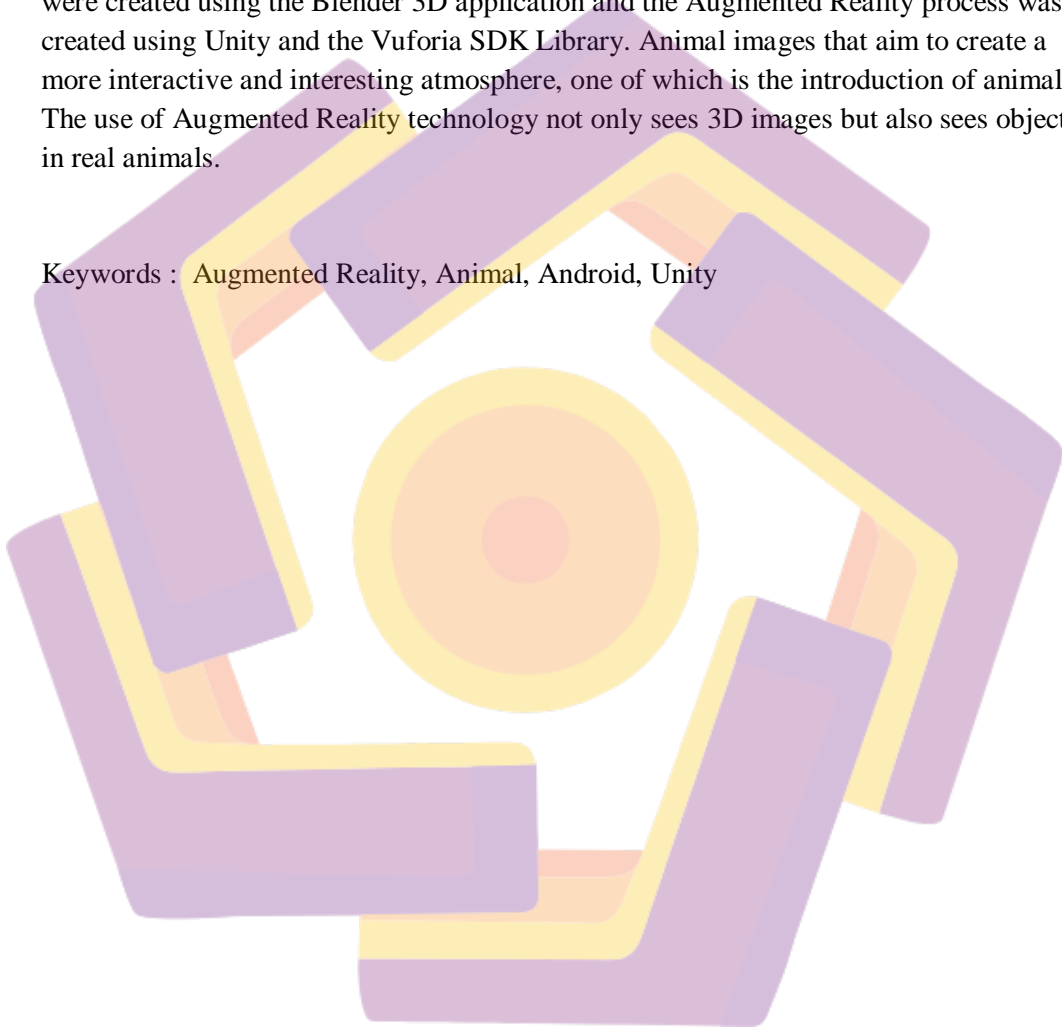 were created using the Blender 3D application and the Augmented Reality process was
created using Unity and the Vuforia SDK Library. Animal images that aim to create a
more interactive and interesting atmosphere, one of which is the introduction of animal
The use of Augmented Reality technology not only sees 3D images but also sees object
in real animals.
Keywords : Augmented Reality, Animal, Android, Unity